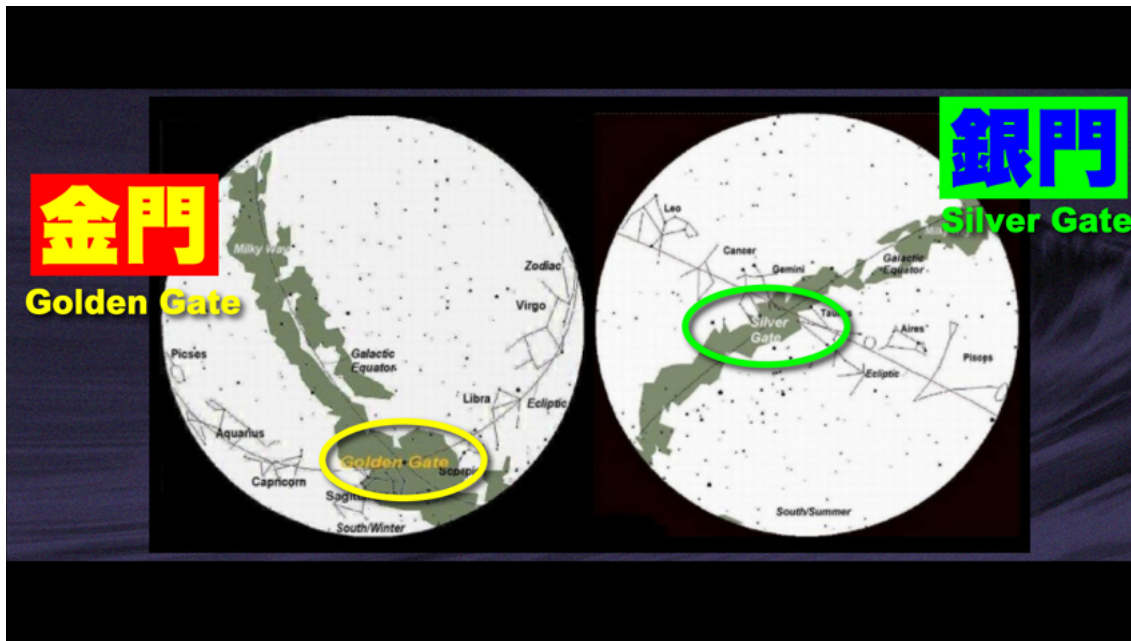 金門
Golden Gate
銀門
Silver Gate
Milky Way
Zodiac
Virgo
Picses
Galactic
Equator
Libra
Ecliptic
Aquarius
Golden Gate
Scorpio
Capricorn
South/Winter
Leo
Cancer
Gemini
Galactic
Equator
Silver
Gate
Aires
Pisces
Ecliptic
South/Summer